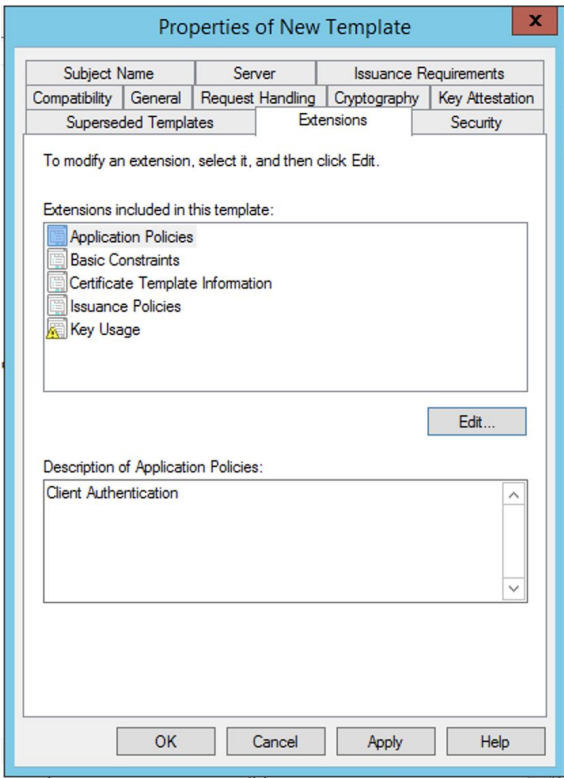 Properties of New Template
x
Subject Name Server Issuance Requirements
Compatibility General Request Handling Cryptography Key Attestation
Superseded Templates Extensions Security
To modify an extension, select it, and then click Edit.
Extensions included in this template:
Application Policies
Basic Constraints
Certificate Template Information
Issuance Policies
Key Usage
Edit...
Description of Application Policies:
Client Authentication
OK Cancel Apply Help